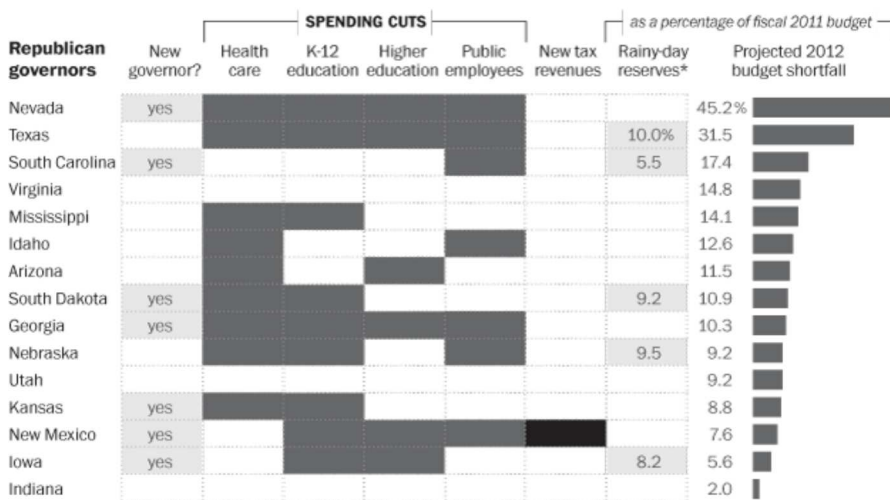 SPENDING CUTS
as a percentage of fiscal 2011 budget
Republican governors New governor? Health care K-12 education Higher education Public employees New tax revenues Rainy-day reserves* Projected 2012 budget shortfall
Nevada yes 45.2%
Texas 10.0% 31.5
South Carolina yes 5.5 17.4
Virginia 14.8
Mississippi 14.1
Idaho 12.6
Arizona 11.5
South Dakota yes 9.2 10.9
Georgia yes 10.3
Nebraska 9.5 9.2
Utah 9.2
Kansas yes 8.8
New Mexico yes 7.6
Iowa yes 8.2 5.6
Indiana 2.0